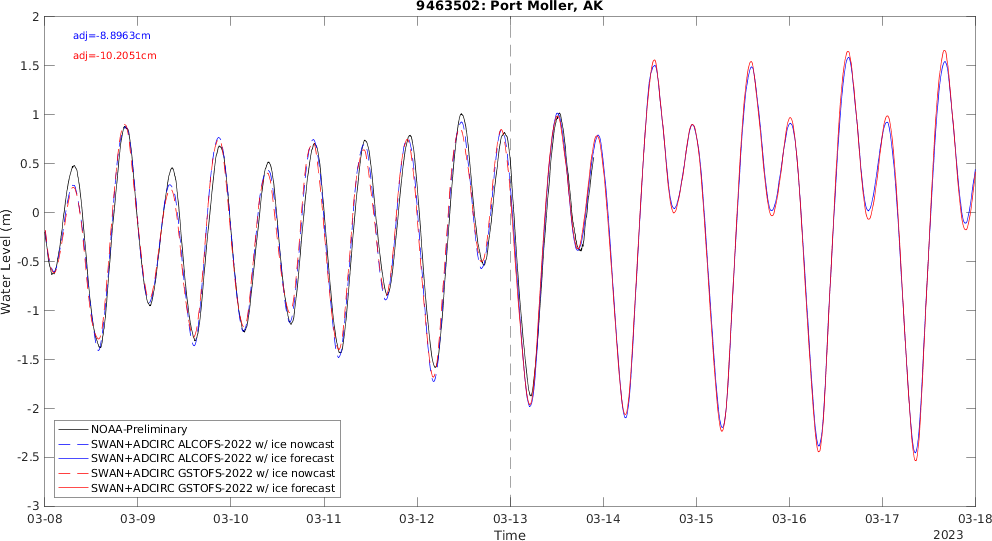 9463502: Port Moller, AK
adj=-8.8963cm
adj=-10.2051cm
Water Level (m)
2
1.5
1
0.5
0
-0.5
-1
-1.5
-2
-2.5
-3
NOAA-Preliminary
SWAN+ADCIRC ALCOFS-2022 w/ ice nowcast
SWAN+ADCIRC ALCOFS-2022 w/ ice forecast
SWAN+ADCIRC GSTOFS-2022 w/ ice nowcast
SWAN+ADCIRC GSTOFS-2022 w/ ice forecast
03-08 03-09 03-10 03-11 03-12 03-13 03-14 03-15 03-16 03-17 03-18
Time
2023